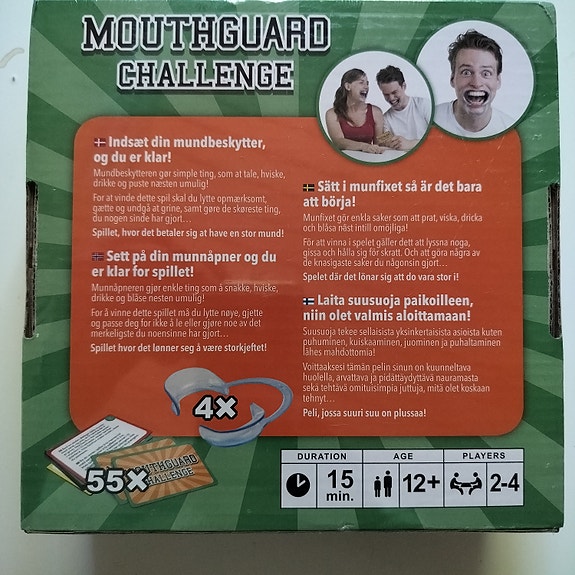 MOUTHGUARD
CHALLENGE
Indsæt din mundbeskytter,
og du er klar!
Mundbeskytteren gør simple ting, som at tale, hviske,
drikke og puste næsten umulig!
For at vinde dette spil skal du lytte opmærksomt,
gætte og undgå at grine, samt gøre de skøreste ting,
du nogen sinde har gjort...
Spillet, hvor det betaler sig at have en stor mund!
Sett på din munnåpner og du
er klar for spillet!
Munnåpneren gjør enkle ting som å snakke, hviske,
drikke og blåse nesten umulig!
For å vinne dette spillet må du lytte nøye, gjette
og passe deg for ikke å le eller gjøre noe av det
merkeligste du noensinne har gjort...
Spillet hvor det lønner seg å være storkjeftet!
Sätt i munfixet så är det bara
att börja!
Munfixet gör enkla saker som att prat, viska, dricka
och blåsa näst intill omöjliga!
För att vinna i spelet gäller dett att lyssna noga,
gissa och hålla sig för skratt. Och att göra några av
de knasigaste saker du någonsin gjort...
Spelet där det lönar sig att do vara stor i!
Laita suusuoja paikoilleen,
niin olet valmis aloittamaan!
Suusuoja tekee sellaisista yksinkertaisista asioista kuten
puhuminen, kuiskaaminen, juominen ja puhaltaminen
lähes mahdottomia!
Voittaaksesi tämän pelin sinun on kuunneltava
huolella, arvattava ja pidättäydyttävä nauramasta
sekä tehtävä omituisimpia juttuja, mitä olet koskaan
tehnyt...
Peli, jossa suuri suu on plussaa!
4X
55X
MOUTHGUARD
CHALLENGE
DURATION
AGE
PLAYERS
15
min.
12+
2-4